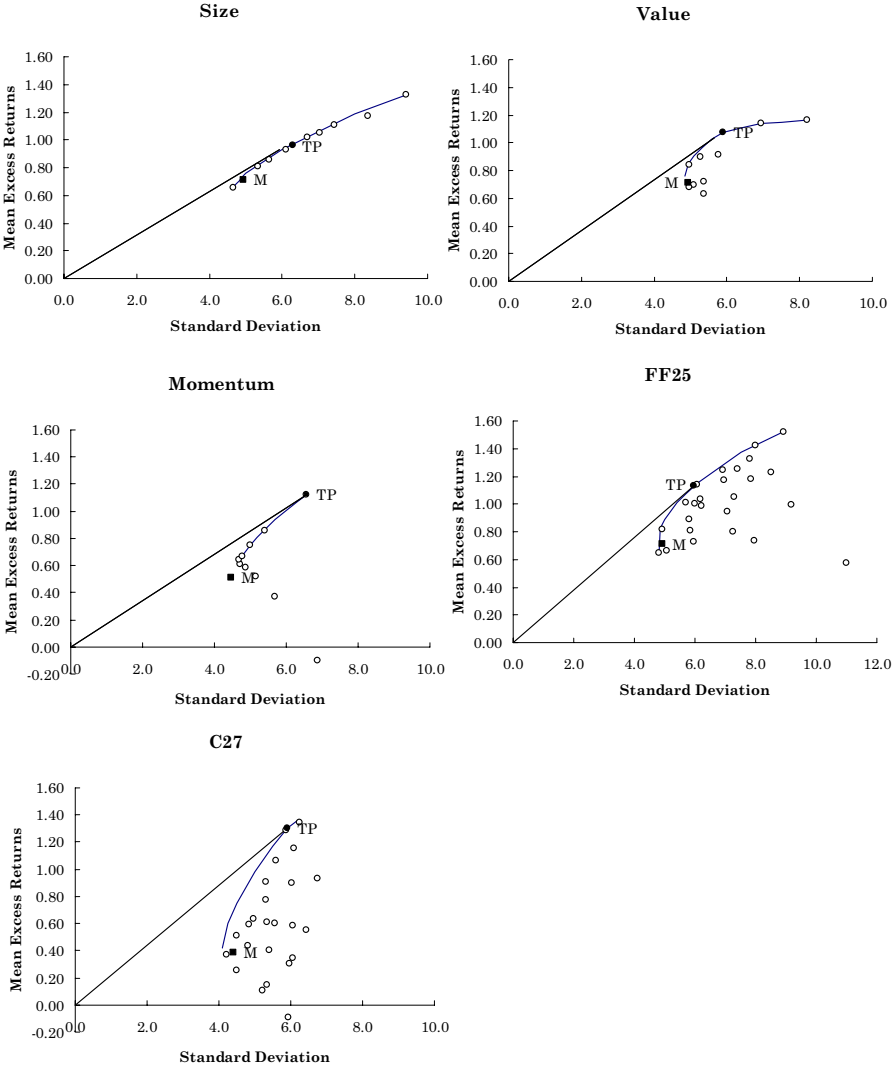 Size
Mean Excess Returns
1.60
1.40
1.20
1.00
0.80
0.60
0.40
0.20
0.00
TP
M
0.0 2.0 4.0 6.0 8.0 10.0
Standard Deviation
Value
Mean Excess Returns
1.60
1.40
1.20
1.00
0.80
0.60
0.40
0.20
0.00
TP
M
0.0 2.0 4.0 6.0 8.0 10.0
Standard Deviation
Momentum
Mean Excess Returns
1.60
1.40
1.20
1.00
0.80
0.60
0.40
0.20
0.00
-0.20
TP
M
0.0 2.0 4.0 6.0 8.0 10.0
Standard Deviation
FF25
Mean Excess Returns
1.60
1.40
1.20
1.00
0.80
0.60
0.40
0.20
0.00
TP
M
0.0 2.0 4.0 6.0 8.0 10.0 12.0
Standard Deviation
C27
Mean Excess Returns
1.60
1.40
1.20
1.00
0.80
0.60
0.40
0.20
0.00
-0.20
TP
M
0.0 2.0 4.0 6.0 8.0 10.0
Standard Deviation